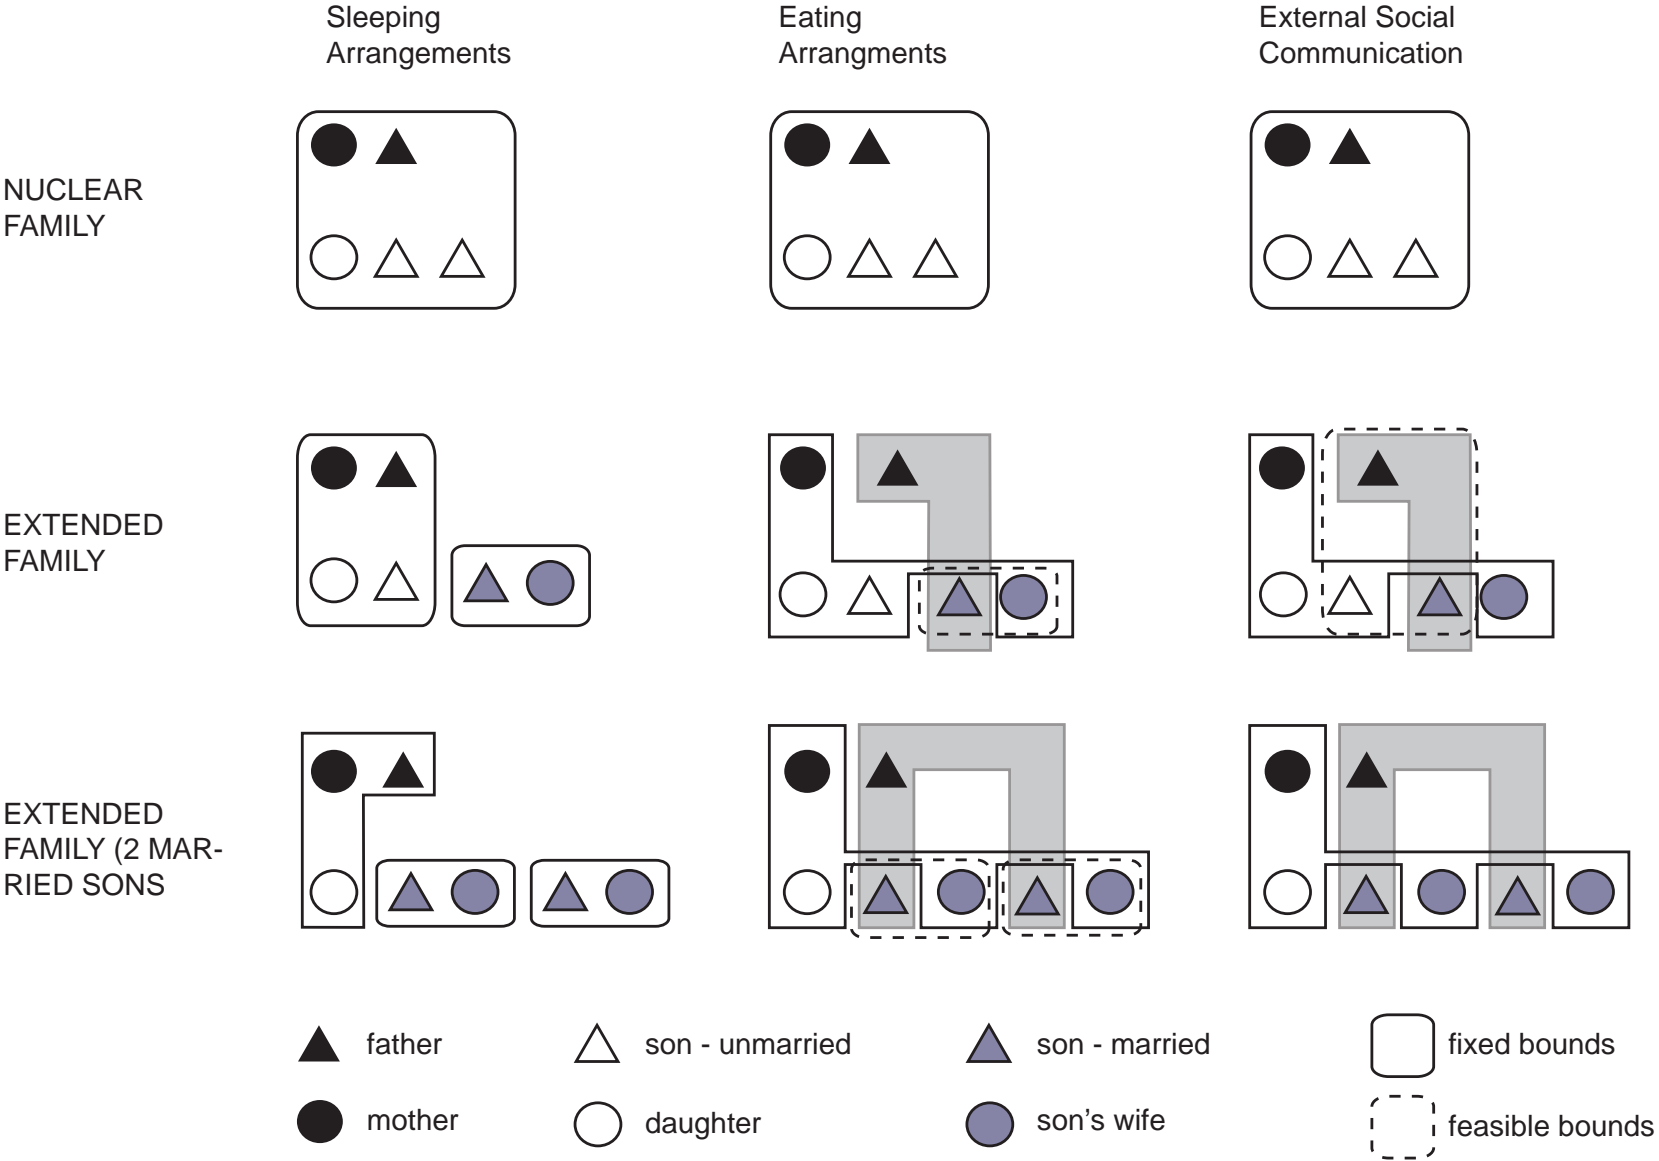 Sleeping
Arrangements
Eating
Arrangments
External Social
Communication
NUCLEAR
FAMILY
EXTENDED
FAMILY
EXTENDED
FAMILY (2 MAR-
RIED SONS
father
son - unmarried
son - married
fixed bounds
mother
daughter
son's wife
feasible bounds